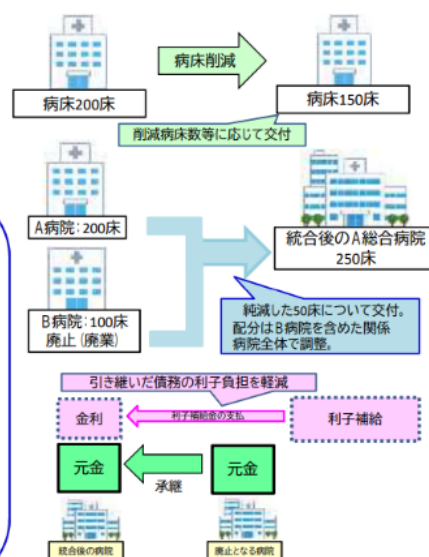 病床削減
病床200床
病床150床
削減病床数等に応じて交付
A病院:200床
B病院:100床
廃止(廃業)
統合後のA総合病院
250床
純減した50床について交付。
配分はB病院を含めた関係
病院全体で調整。
引き継いだ債務の利子負担を軽減
金利
利子補給金の支払
利子補給
元金
承継
元金
統合後の病院
廃止となる病院